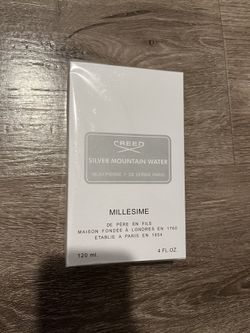 CREED
SILVER MOUNTAIN WATER
MILLESIME
DE PÈRE EN FILS
MAISON FONDÉE À LONDRES EN 1760
ETABLIE A PARIS EN 1854
120 ml.
4 FL.OZ.